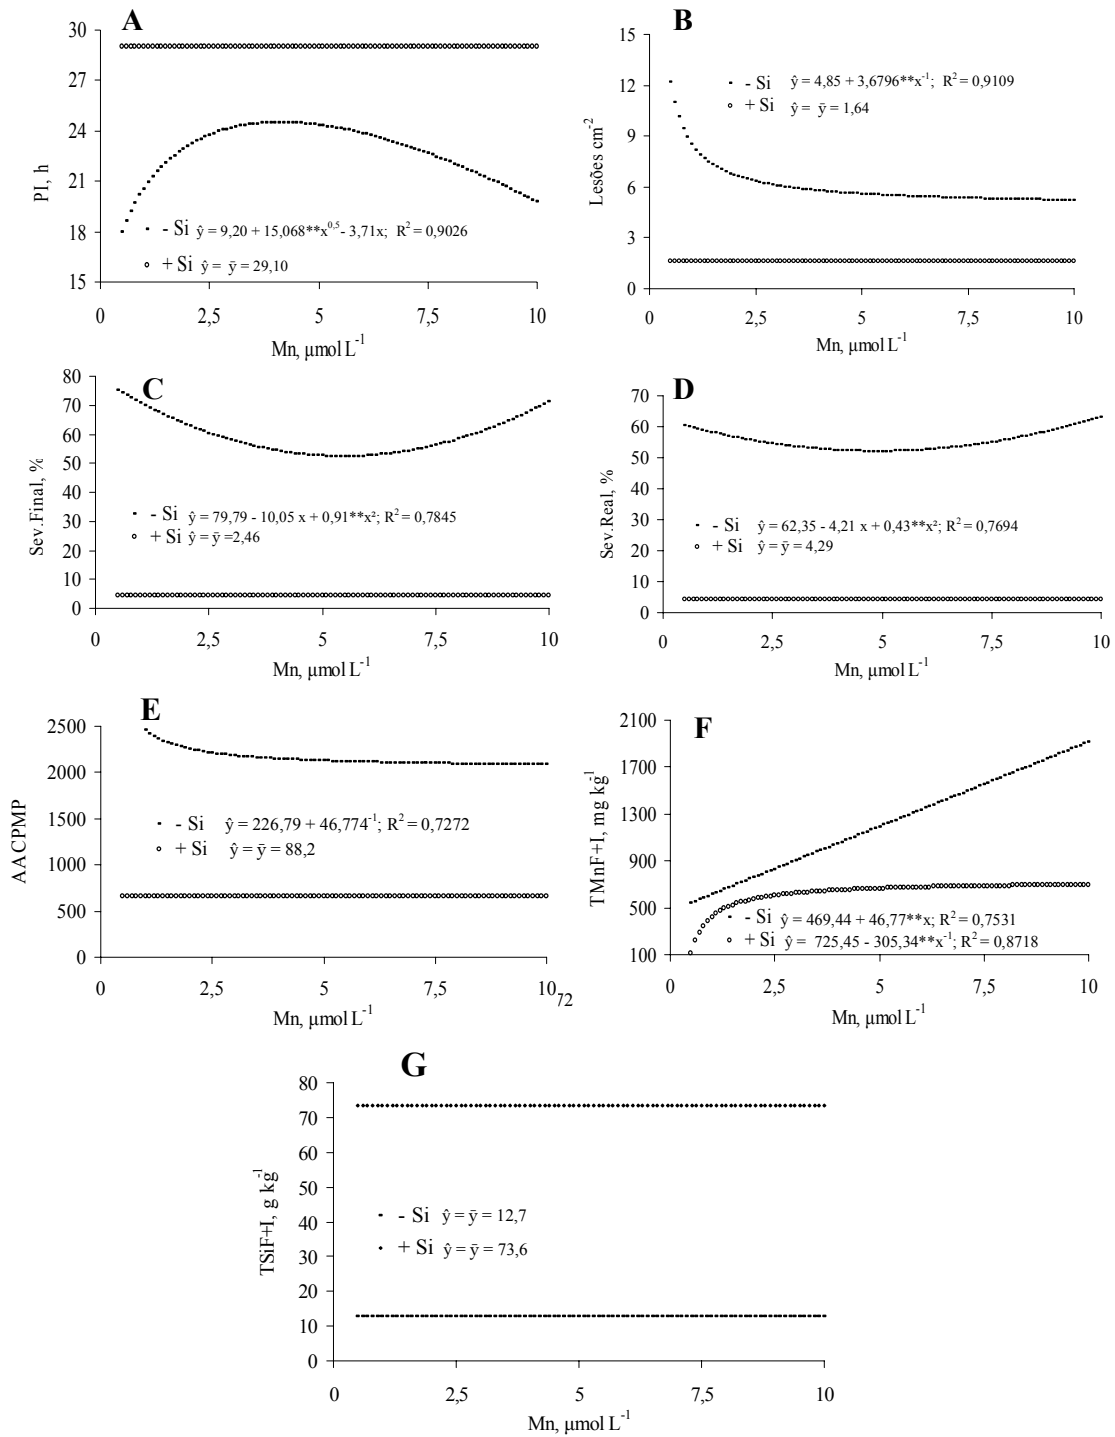 A
30
27
24
21
18
15
PI, h
- Si ŷ = 9,20 + 15,068**x^0,5 - 3,71x; R² = 0,9026
+ Si ŷ = ȳ = 29,10
0 2,5 5 7,5 10
Mn, µmol L⁻¹
B
15
12
9
6
3
0
Lesões cm⁻²
- Si ŷ = 4,85 + 3,6796**x⁻¹; R² = 0,9109
+ Si ŷ = ȳ = 1,64
0 2,5 5 7,5 10
Mn, µmol L⁻¹
C
80
70
60
50
40
30
20
10
0
Sev.Final, %
- Si ŷ = 79,79 - 10,05 x + 0,91**x²; R² = 0,7845
+ Si ŷ = ȳ =2,46
0 2,5 5 7,5 10
Mn, µmol L⁻¹
D
70
60
50
40
30
20
10
0
Sev.Real, %
- Si ŷ = 62,35 - 4,21 x + 0,43**x²; R² = 0,7694
+ Si ŷ = ȳ = 4,29
0 2,5 5 7,5 10
Mn, µmol L⁻¹
E
2500
2000
1500
1000
500
0
AACPMP
- Si ŷ = 226,79 + 46,774⁻¹; R² = 0,7272
+ Si ŷ = ȳ = 88,2
0 2,5 5 7,5 10
72
Mn, µmol L⁻¹
F
2100
1700
1300
900
500
100
TMnF+I, mg kg⁻¹
- Si ŷ = 469,44 + 46,77**x; R² = 0,7531
+ Si ŷ = 725,45 - 305,34**x⁻¹; R² = 0,8718
0 2,5 5 7,5 10
Mn, µmol L⁻¹
G
80
70
60
50
40
30
20
10
0
TSiF+I, g kg⁻¹
- Si ŷ = ȳ = 12,7
+ Si ŷ = ȳ = 73,6
0 2,5 5 7,5 10
Mn, µmol L⁻¹